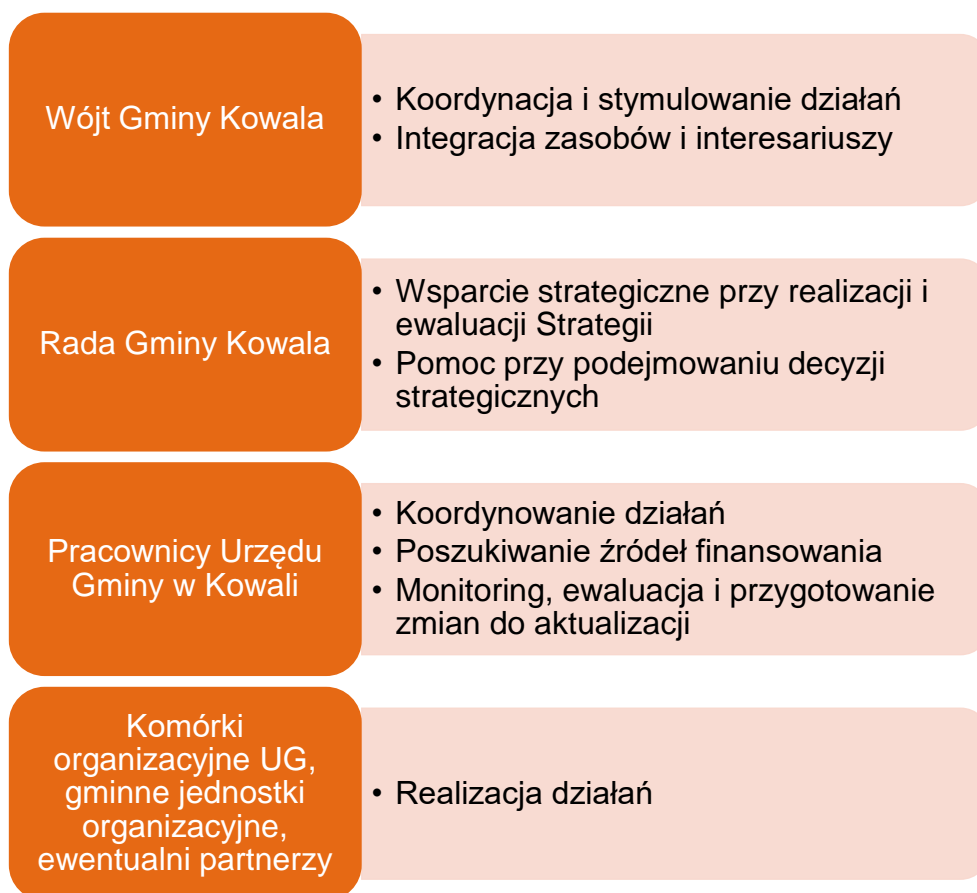 Wójt Gminy Kowala
• Koordynacja i stymulowanie działań
• Integracja zasobów i interesariuszy
Rada Gminy Kowala
• Wsparcie strategiczne przy realizacji i
ewaluacji Strategii
• Pomoc przy podejmowaniu decyzji
strategicznych
Pracownicy Urzędu
Gminy w Kowali
• Koordynowanie działań
• Poszukiwanie źródeł finansowania
• Monitoring, ewaluacja i przygotowanie
zmian do aktualizacji
Komórki
organizacyjne UG,
gminne jednostki
organizacyjne,
ewentualni partnerzy
• Realizacja działań